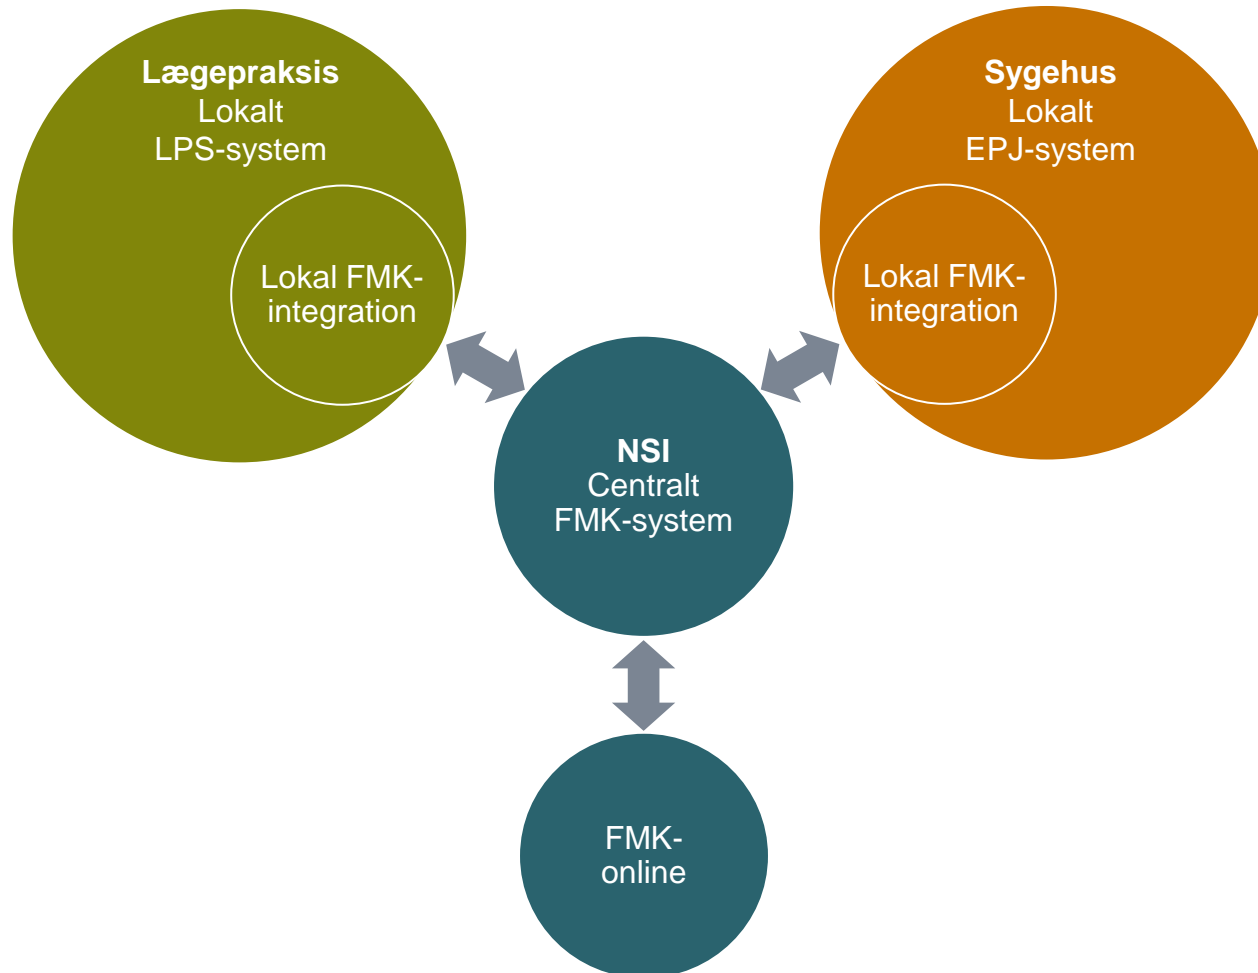 Lægepraksis
Lokalt
LPS-system
Lokal FMK-
integration
Sygehus
Lokalt
EPJ-system
Lokal FMK-
integration
NSI
Centralt
FMK-system
FMK-
online